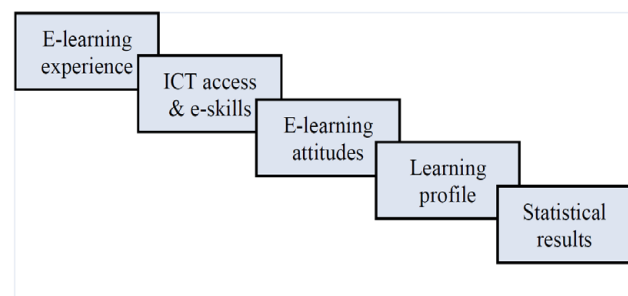 E-learning
experience
ICT access
& e-skills
E-learning
attitudes
Learning
profile
Statistical
results